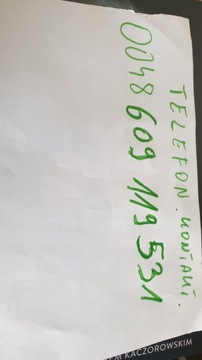 TELEFON. KONTAKT.
0048 609 119 531
M KACZOROWSKIM